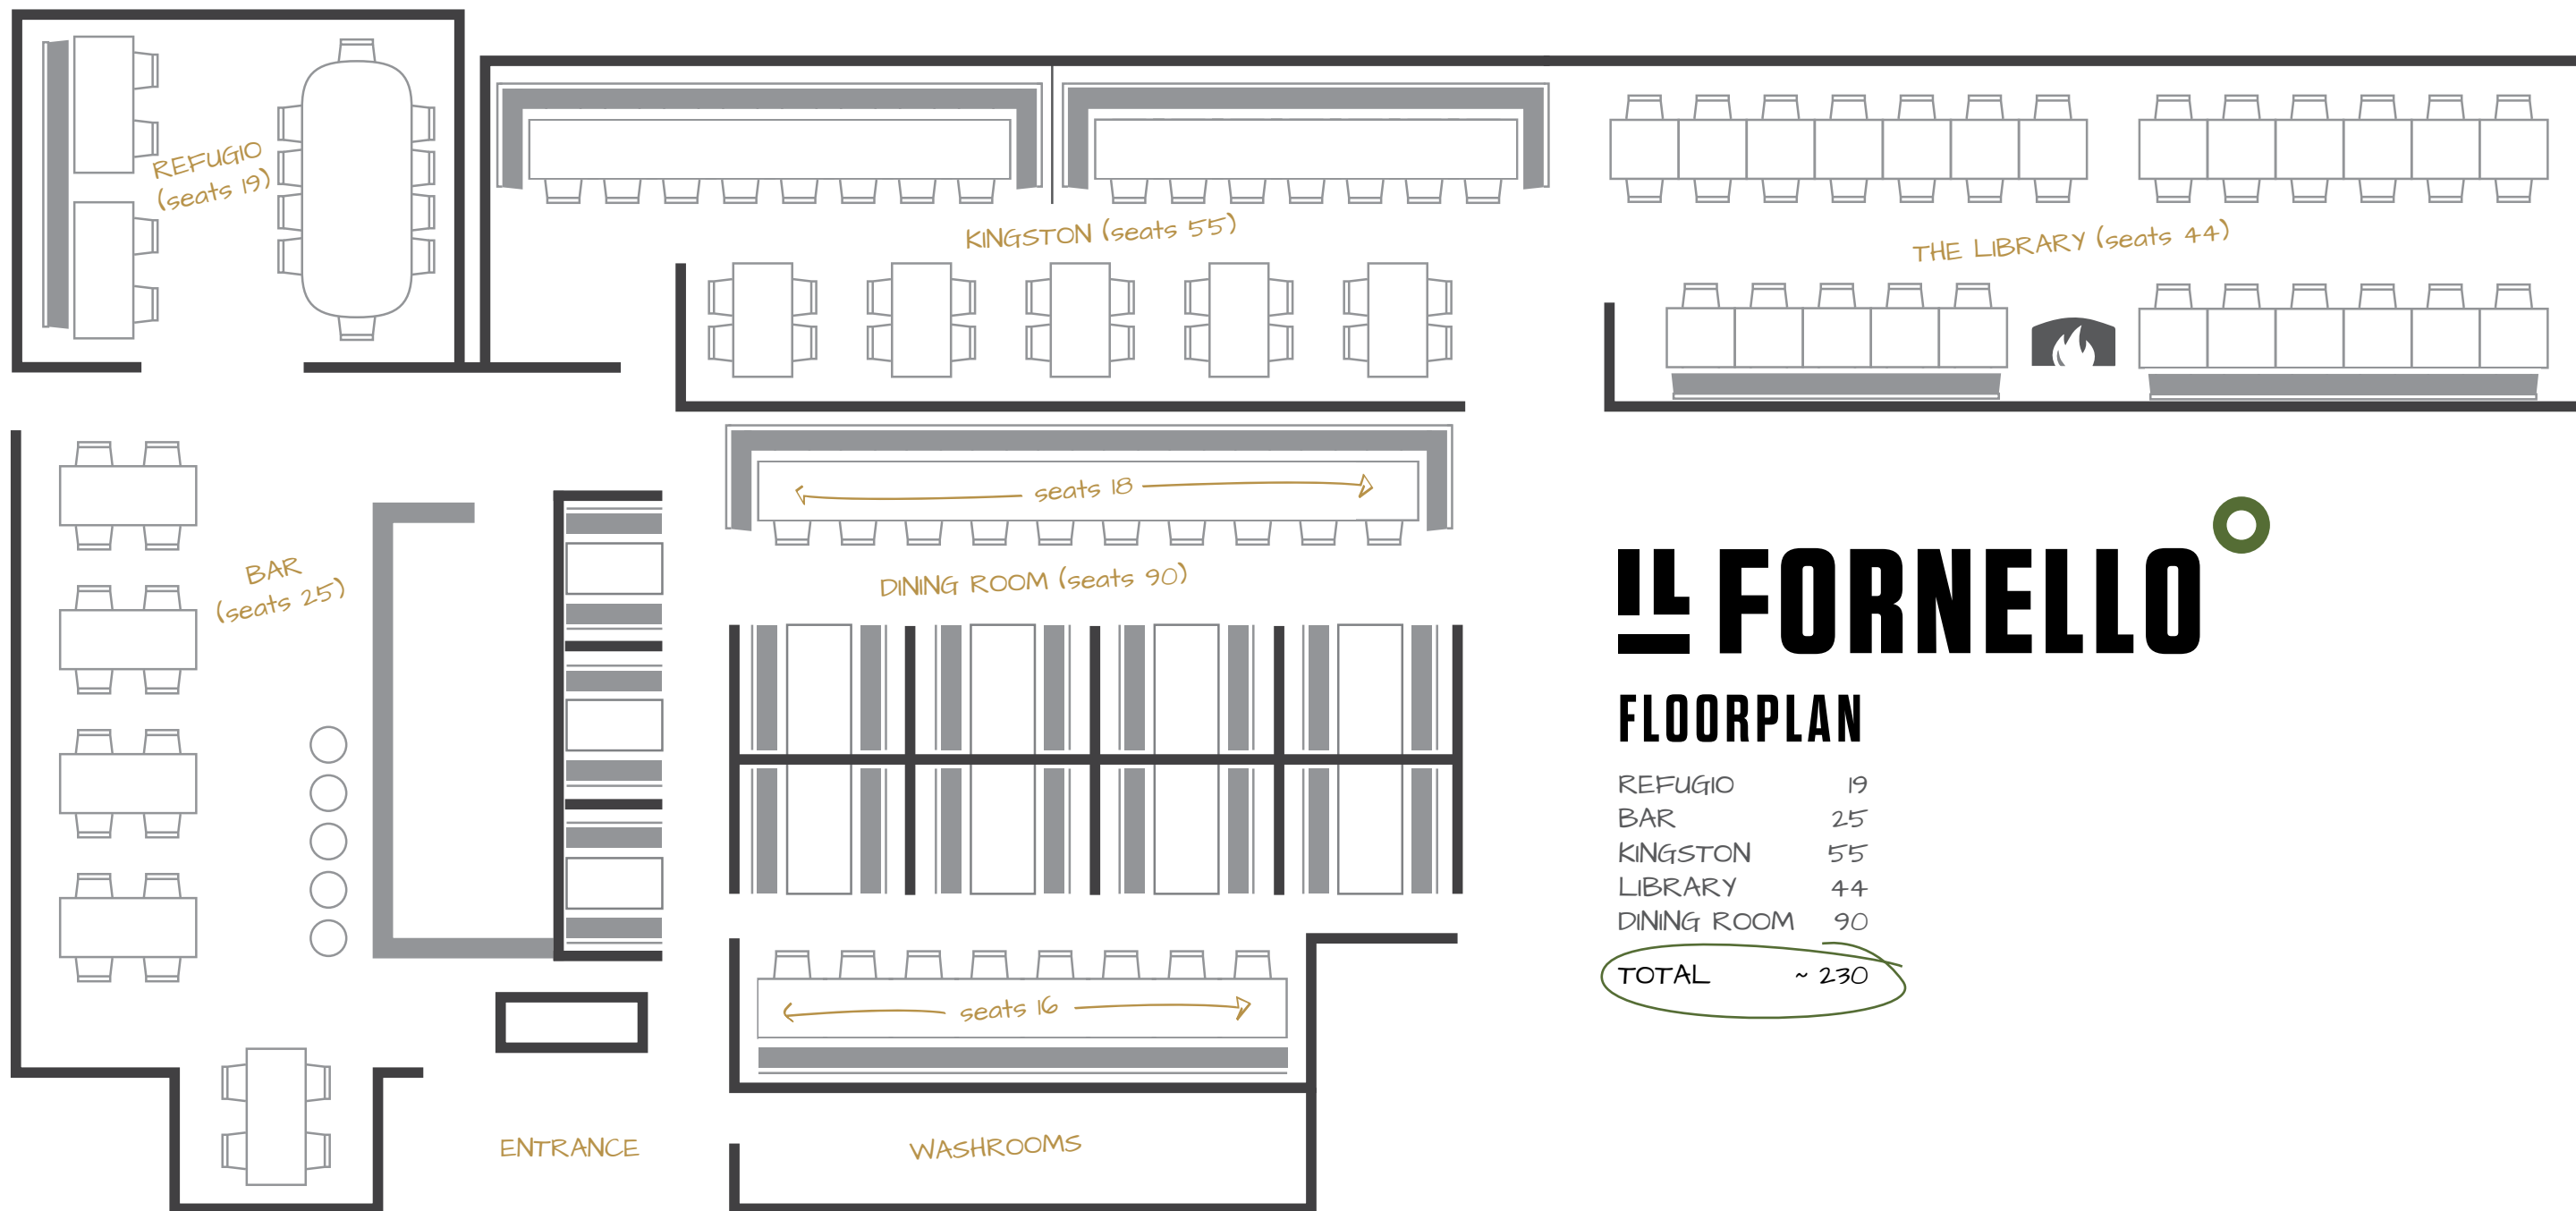 REFUGIO
(seats 19)
KINGSTON (seats 55)
THE LIBRARY (seats 44)
BAR
(seats 25)
seats 18
DINING ROOM (seats 90)
seats 16
ENTRANCE
WASHROOMS
IL FORNELLO
FLOORPLAN
REFUGIO 19
BAR 25
KINGSTON 55
LIBRARY 44
DINING ROOM 90
TOTAL ~ 230